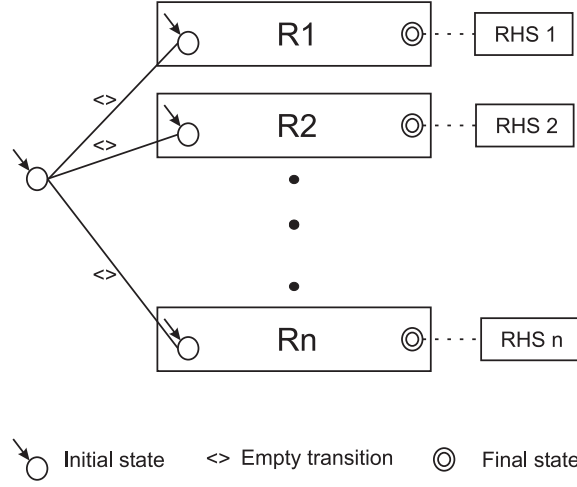 R1
RHS 1
<>
R2
RHS 2
<>
<>
Rn
RHS n
Initial state
<> Empty transition
Final state